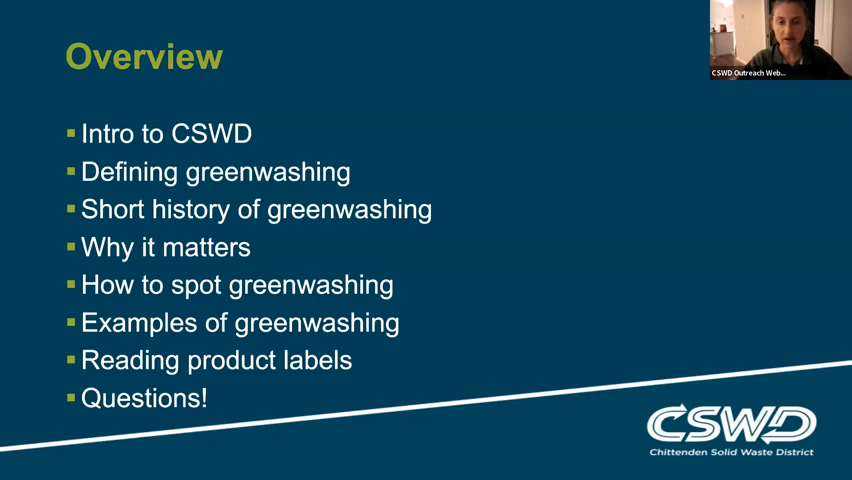 Overview
CSWD Outreach Web...
Intro to CSWD
Defining greenwashing
Short history of greenwashing
Why it matters
How to spot greenwashing
Examples of greenwashing
Reading product labels
Questions!
CSWD
Chittenden Solid Waste District